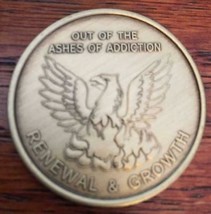 OUT OF THE
ASHES OF ADDICTION
RENEWAL & GROWTH